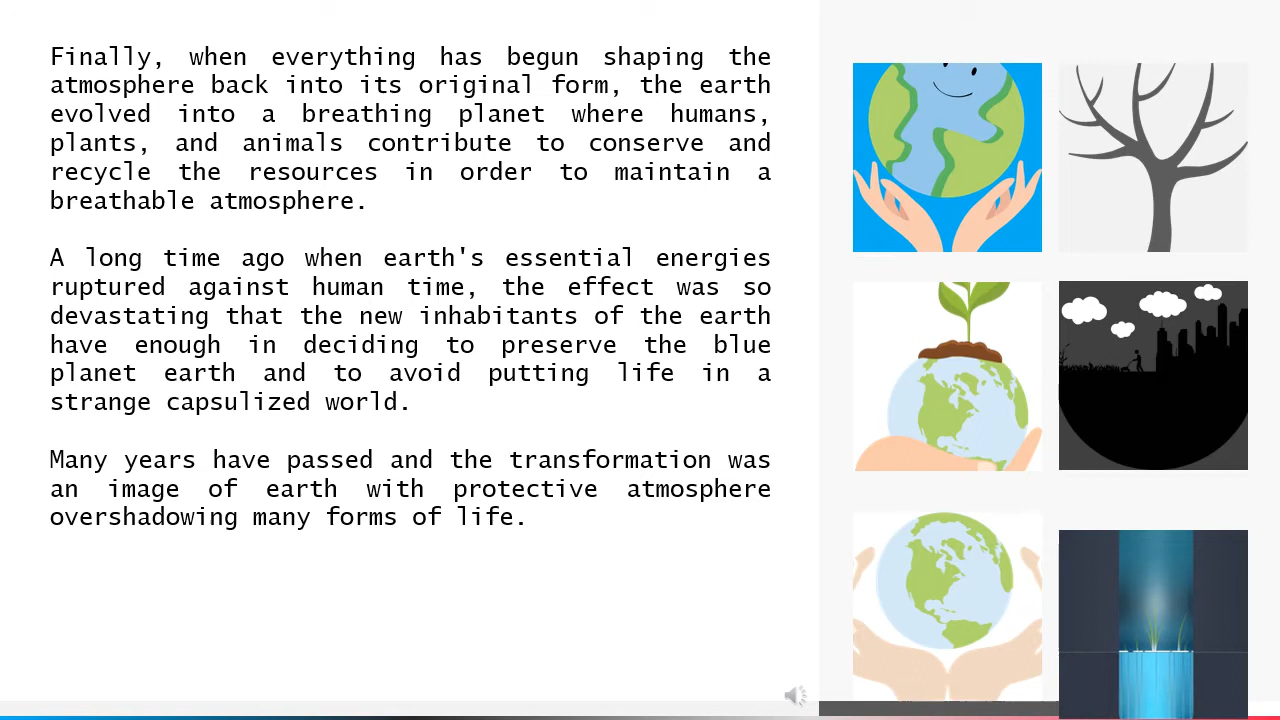 Finally, when everything has begun shaping the
atmosphere back into its original form, the earth
evolved into a breathing planet where humans,
plants, and animals contribute to conserve and
recycle the resources in order to maintain a
breathable atmosphere.
A long time ago when earth's essential energies
ruptured against human time, the effect was so
devastating that the new inhabitants of the earth
have enough in deciding to preserve the blue
planet earth and to avoid putting life in a
strange capsulized world.
Many years have passed and the transformation was
an image of earth with protective atmosphere
overshadowing many forms of life.